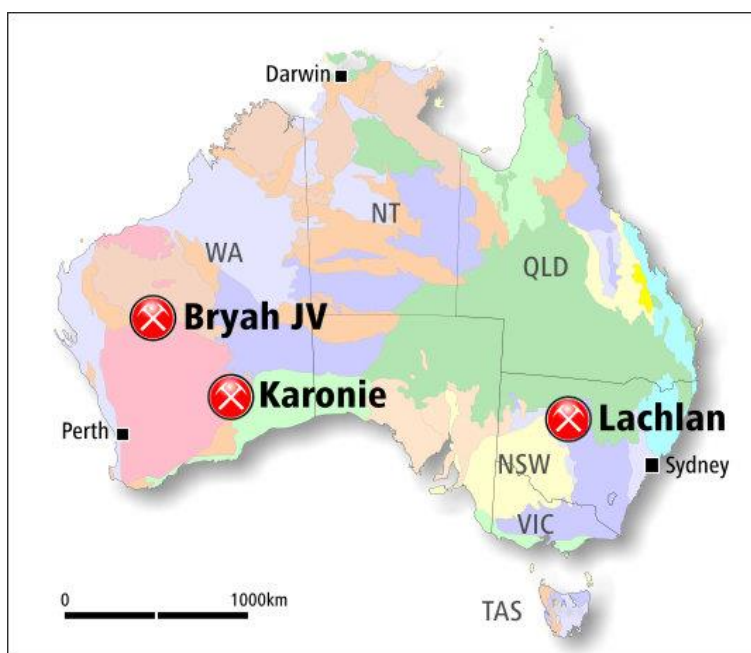 Darwin
NT
WA
QLD
Bryah JV
Karonie
Lachlan
Perth
NSW
Sydney
VIC
0 1000km
TAS
T A S